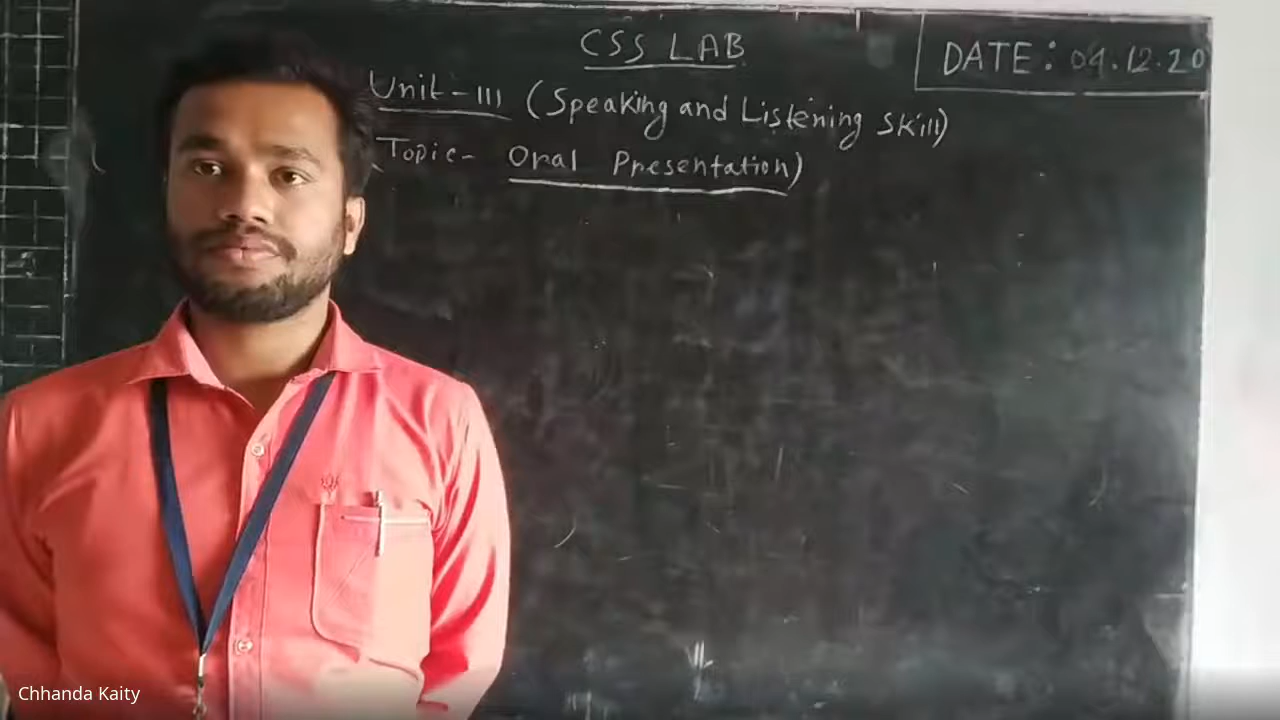 CSS LAB
DATE: 04.12.20
Unit-III (Speaking and Listening Skill)
(Topic- Oral Presentation)
Chhanda Kaity